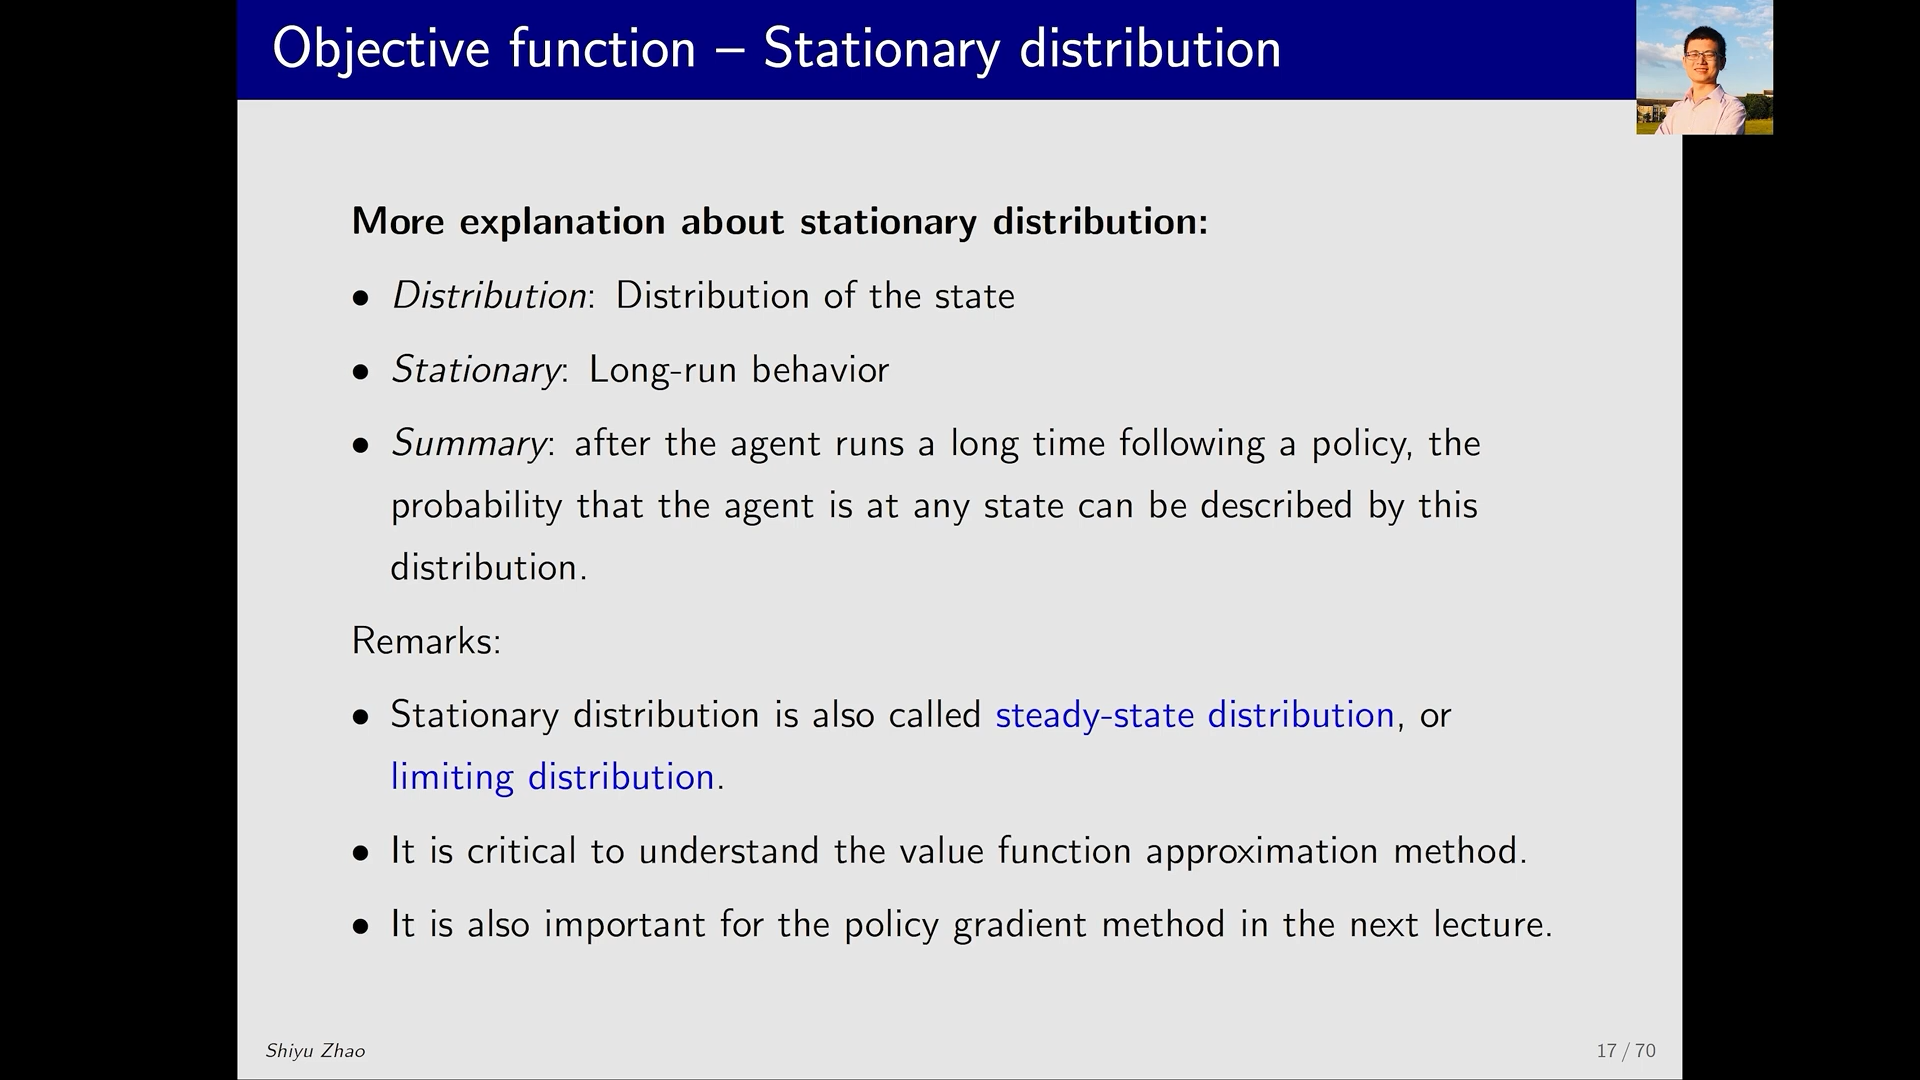 Objective function – Stationary distribution
More explanation about stationary distribution:
• Distribution: Distribution of the state
• Stationary: Long-run behavior
• Summary: after the agent runs a long time following a policy, the
probability that the agent is at any state can be described by this
distribution.
Remarks:
• Stationary distribution is also called steady-state distribution, or
limiting distribution.
• It is critical to understand the value function approximation method.
• It is also important for the policy gradient method in the next lecture.
Shiyu Zhao
17 / 70